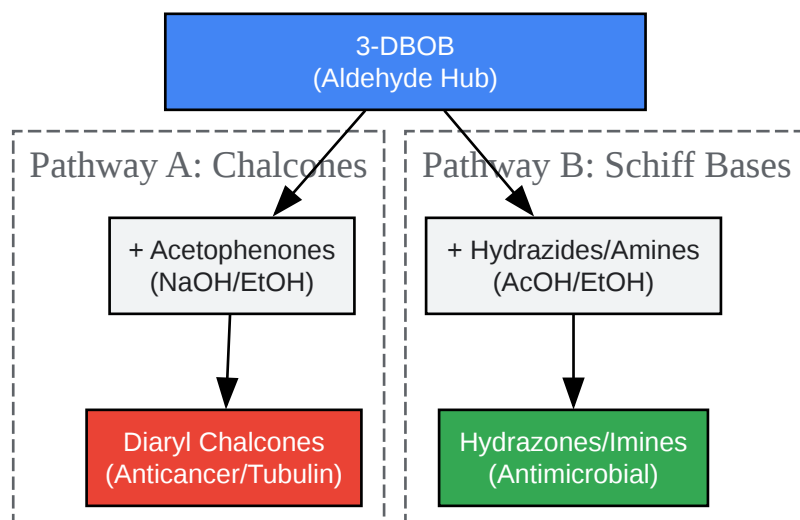 3-DBOB
(Aldehyde Hub)
Pathway A: Chalcones
Pathway B: Schiff Bases
+ Acetophenones
(NaOH/EtOH)
+ Hydrazides/Amines
(AcOH/EtOH)
Diaryl Chalcones
(Anticancer/Tubulin)
Hydrazones/Imines
(Antimicrobial)